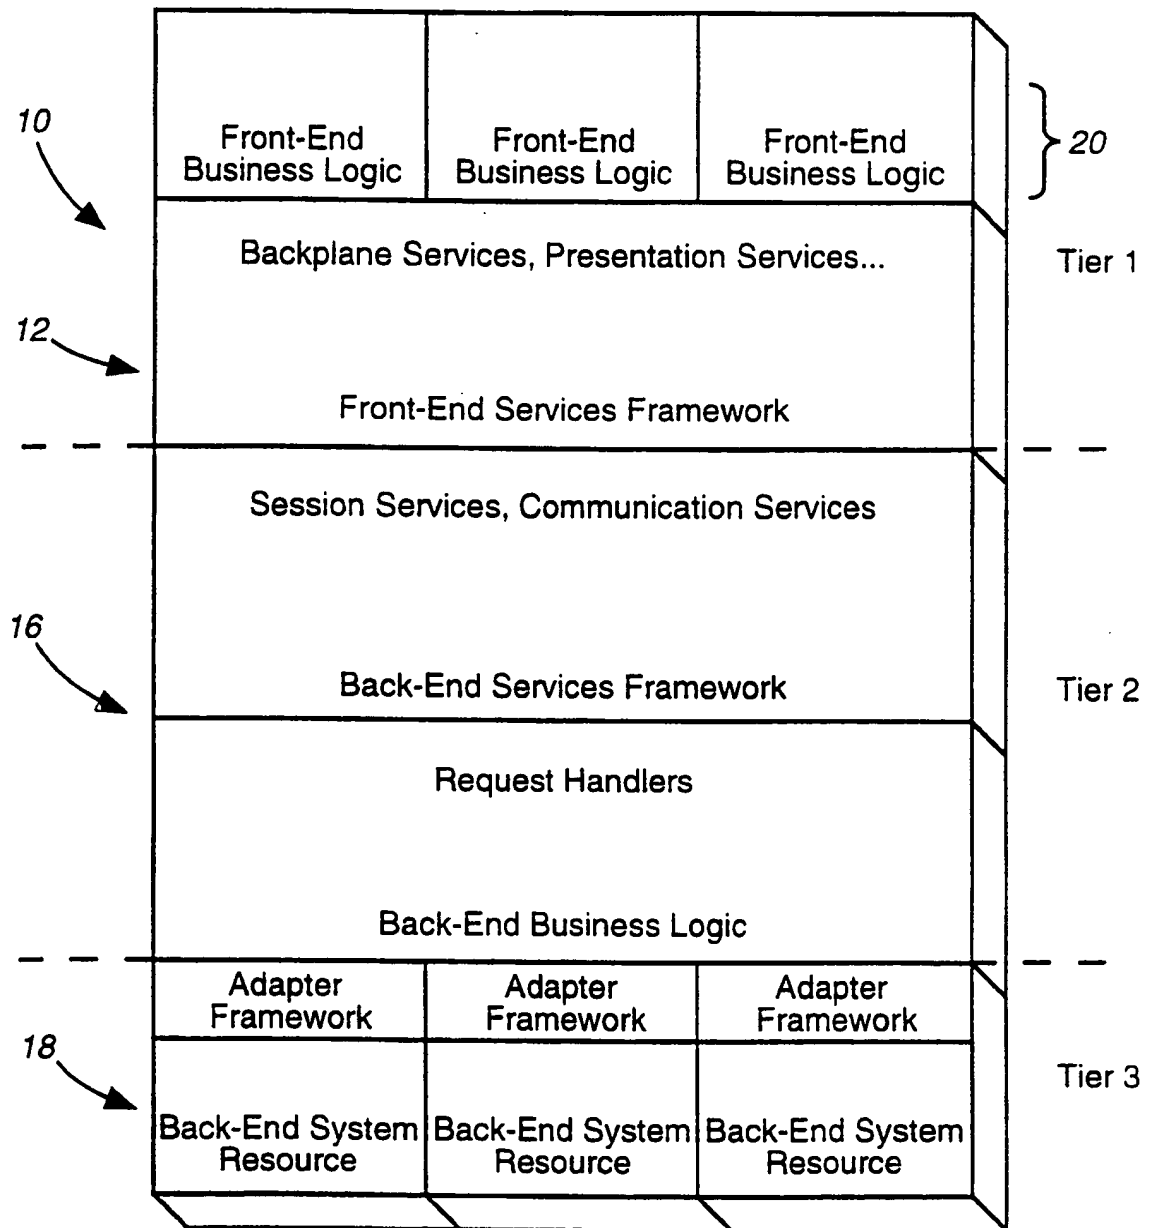 10
Front-End
Business Logic
Front-End
Business Logic
Front-End
Business Logic
20
Backplane Services, Presentation Services...
Tier 1
12
Front-End Services Framework
Session Services, Communication Services
16
Back-End Services Framework
Tier 2
Request Handlers
Back-End Business Logic
Adapter
Framework
Adapter
Framework
Adapter
Framework
18
Tier 3
Back-End System
Resource
Back-End System
Resource
Back-End System
Resource